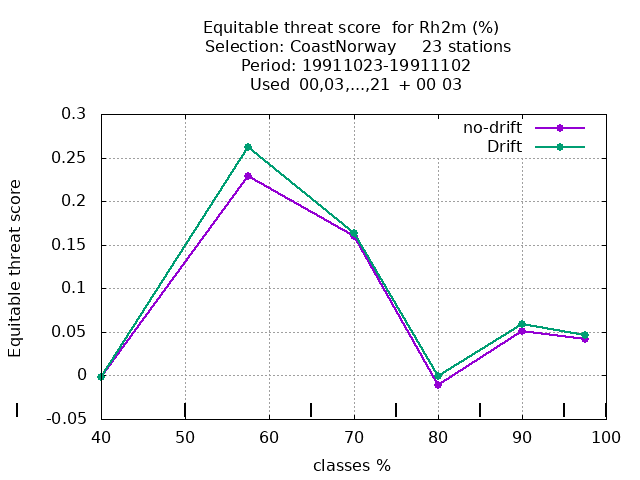 Equitable threat score  for Rh2m (%)
Selection: CoastNorway     23 stations
Period: 19911023-19911102
Used  00,03,...,21  + 00 03
no-drift
Drift
0.3
0.25
0.2
0.15
0.1
0.05
0
-0.05
Equitable threat score
40 50 60 70 80 90 100
classes %